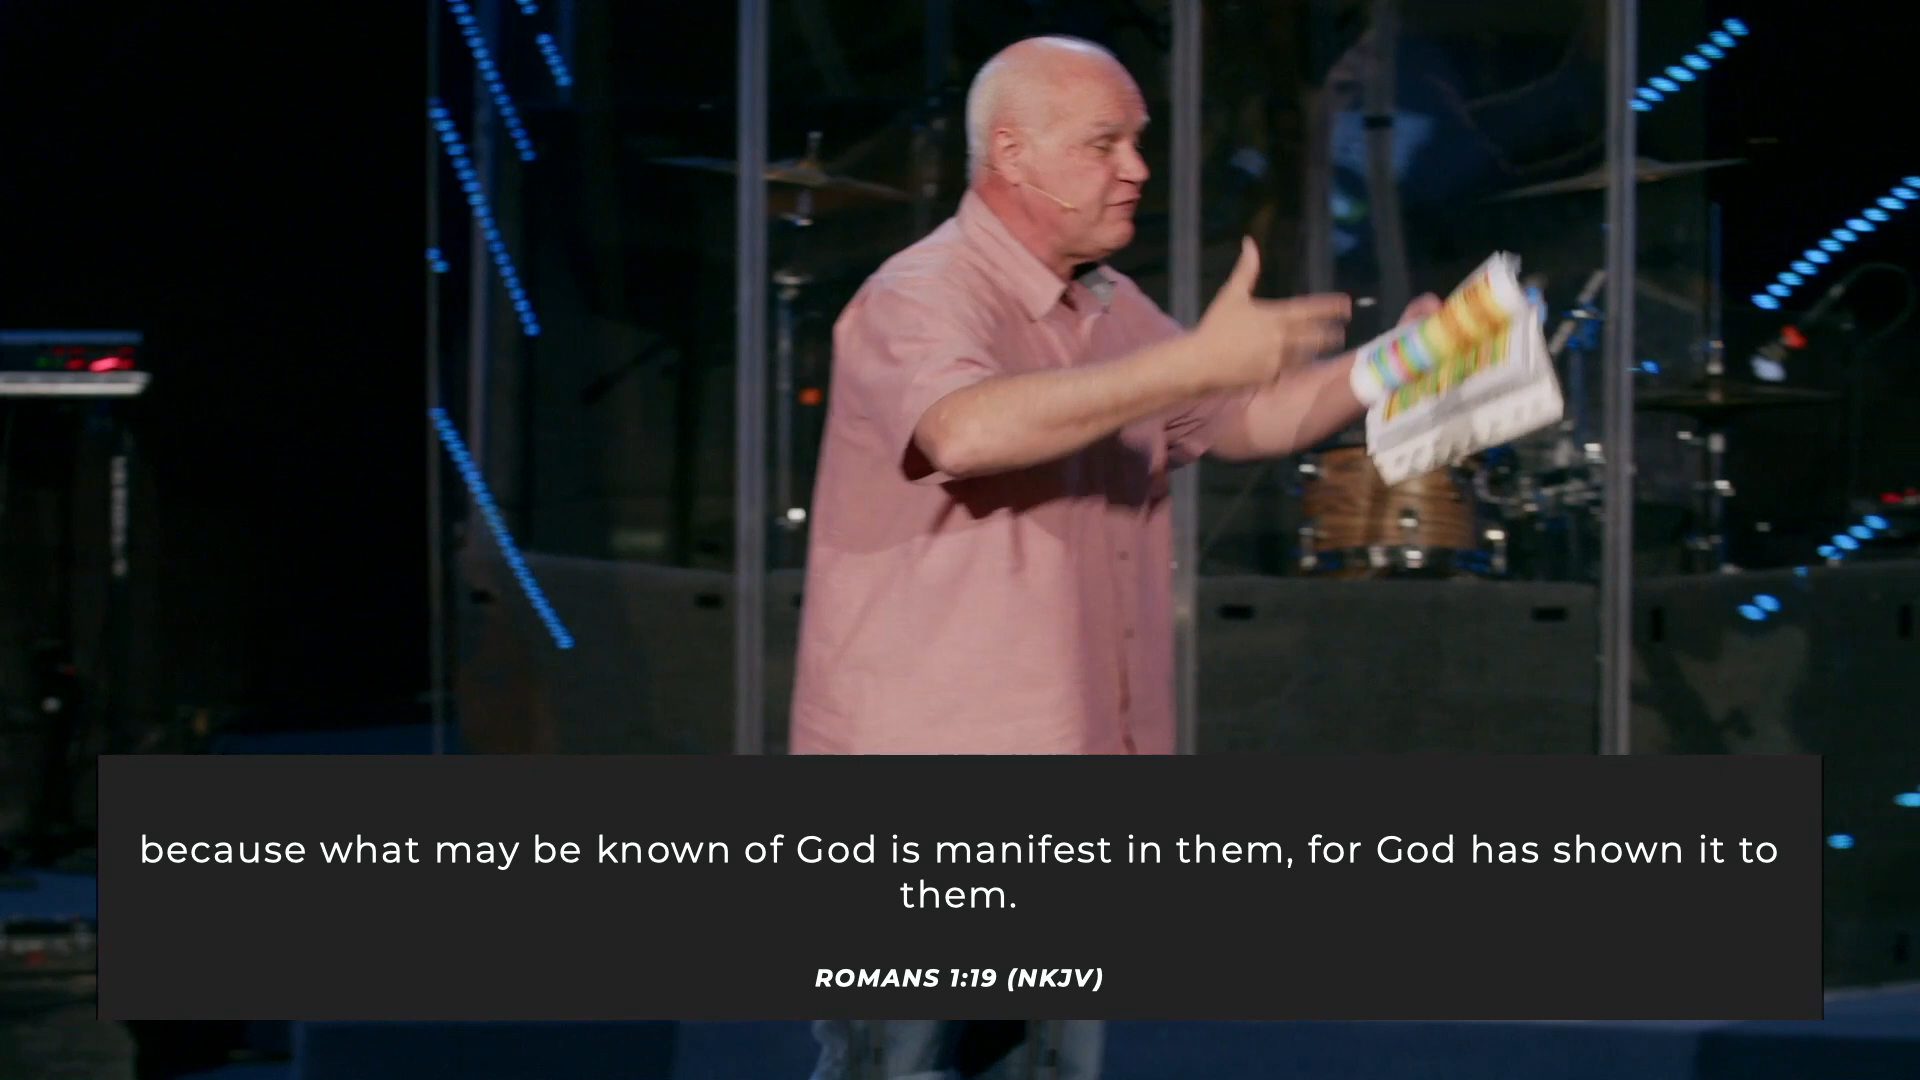 because what may be known of God is manifest in them, for God has shown it to
them.
ROMANS 1:19 (NKJV)